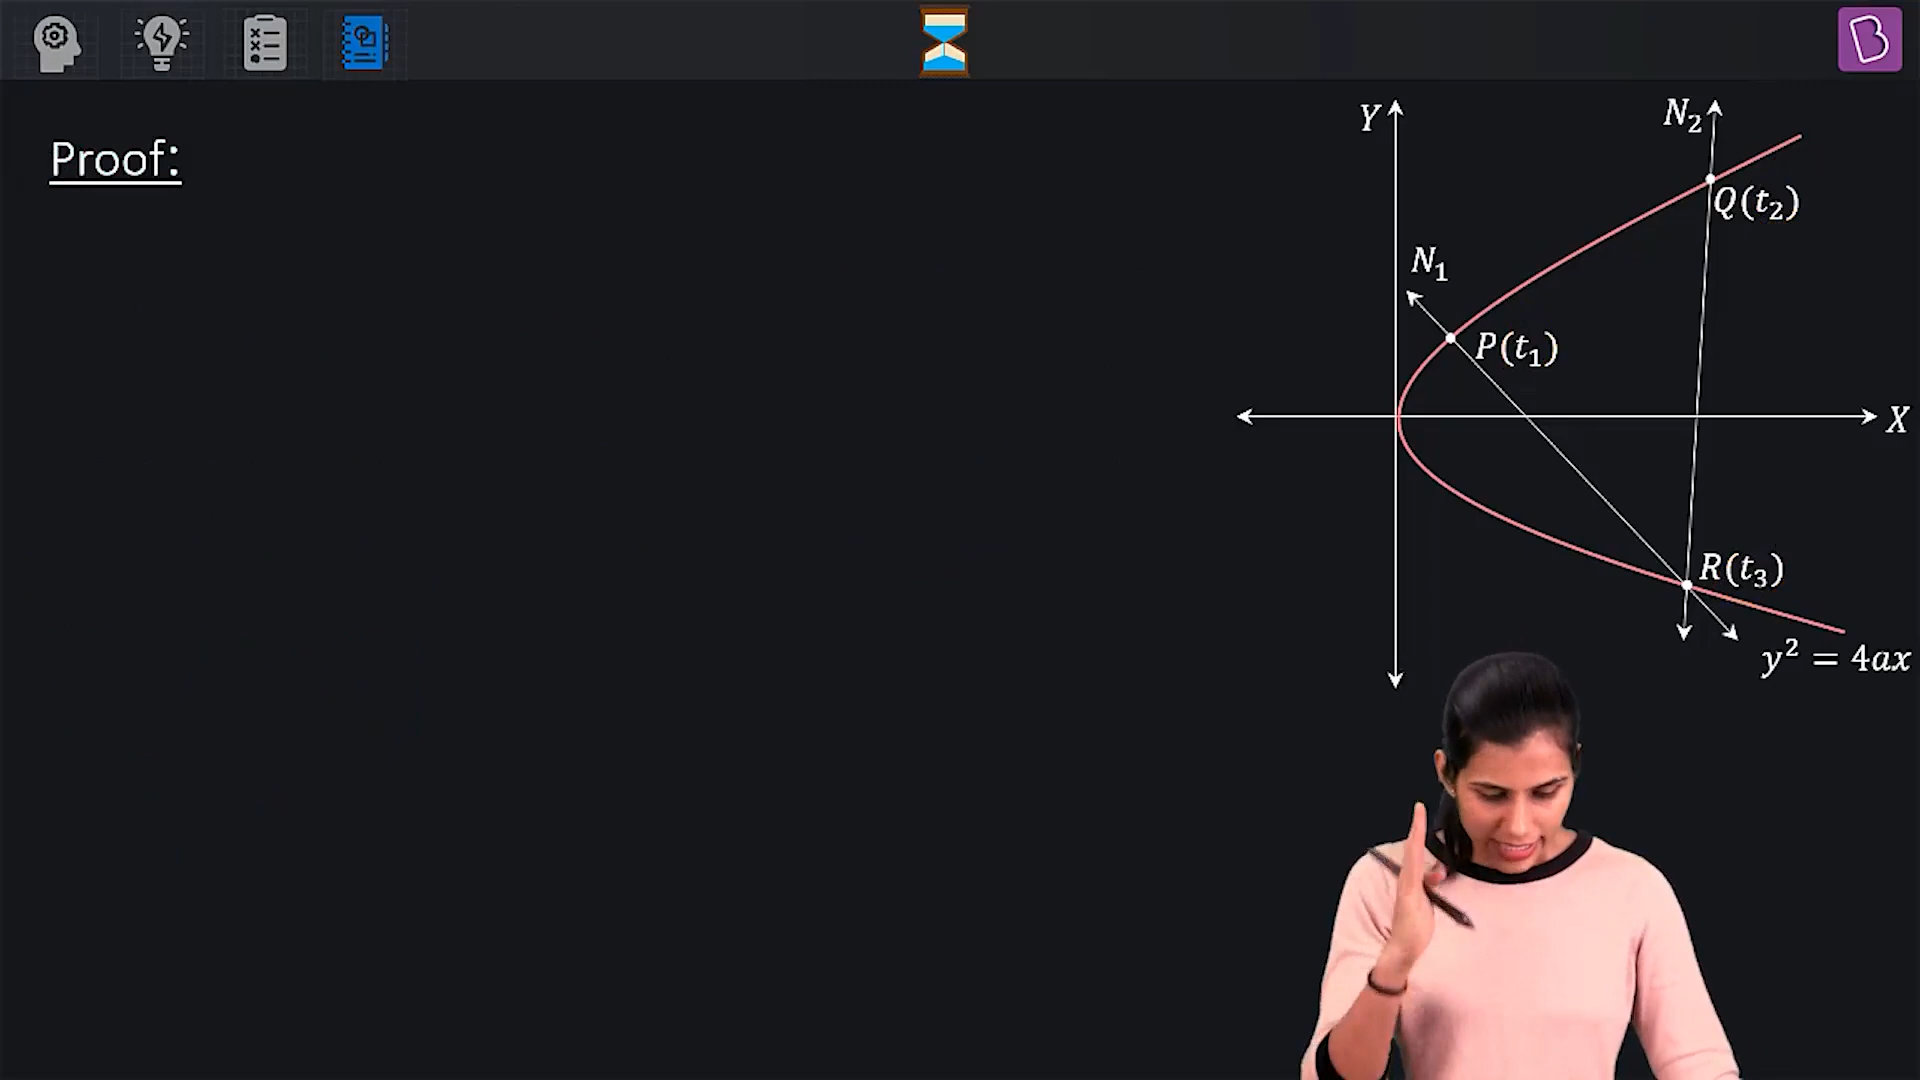 Proof:
Y
N₂
Q(t₂)
N₁
P(t₁)
X
R(t₃)
y² = 4ax
B